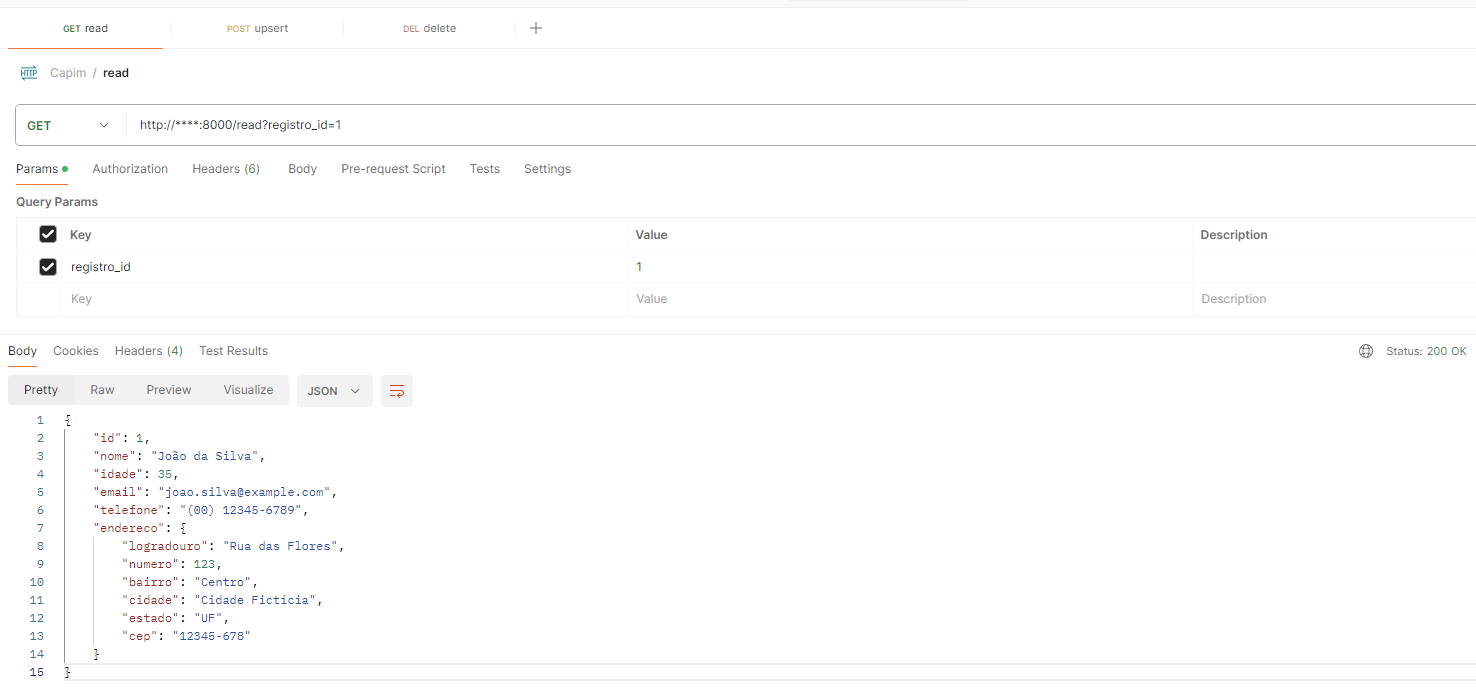 GET read POST upsert DEL delete
HTTP Capim / read
GET http://****:8000/read?registro_id=1
Params Authorization Headers (6) Body Pre-request Script Tests Settings
Query Params
Key Value Description
registro_id 1
Key Value Description
Body Cookies Headers (4) Test Results Status: 200 OK
Pretty Raw Preview Visualize JSON
1 {
2 "id": 1,
3 "nome": "João da Silva",
4 "idade": 35,
5 "email": "joao.silva@example.com",
6 "telefone": "(00) 12345-6789",
7 "endereco": {
8 "logradouro": "Rua das Flores",
9 "numero": 123,
10 "bairro": "Centro",
11 "cidade": "Cidade Fictícia",
12 "estado": "UF",
13 "cep": "12345-678"
14 }
15 }